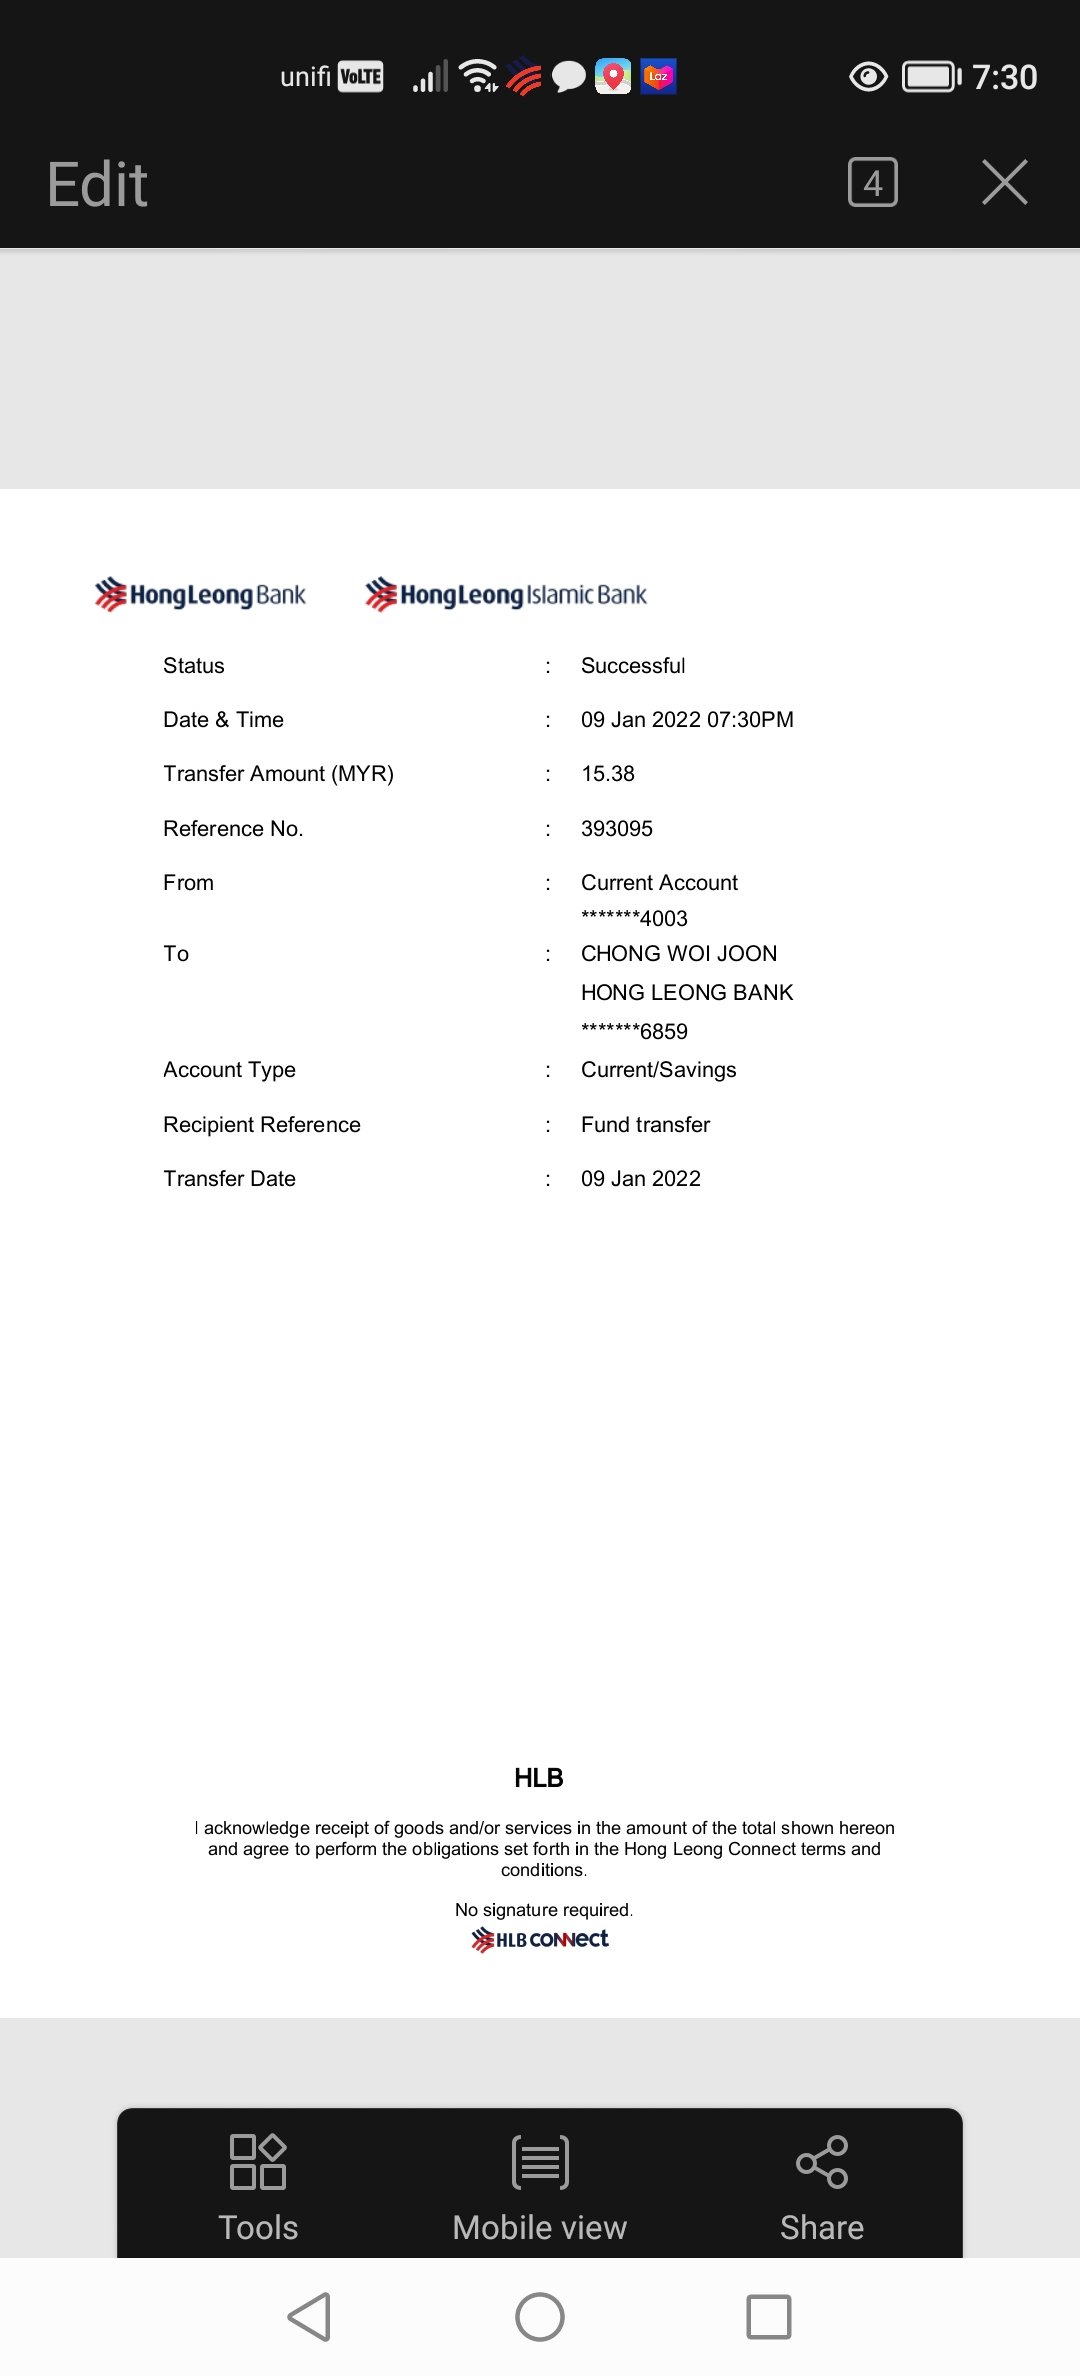 unifi VoLTE Laz 7:30
Edit 4
HongLeong Bank HongLeong Islamic Bank
Status : Successful
Date & Time : 09 Jan 2022 07:30PM
Transfer Amount (MYR) : 15.38
Reference No. : 393095
From : Current Account
*******4003
To : CHONG WOI JOON
HONG LEONG BANK
*******6859
Account Type : Current/Savings
Recipient Reference : Fund transfer
Transfer Date : 09 Jan 2022
HLB
I acknowledge receipt of goods and/or services in the amount of the total shown hereon
and agree to perform the obligations set forth in the Hong Leong Connect terms and
conditions.
No signature required.
HLB CONNect
Tools Mobile view Share